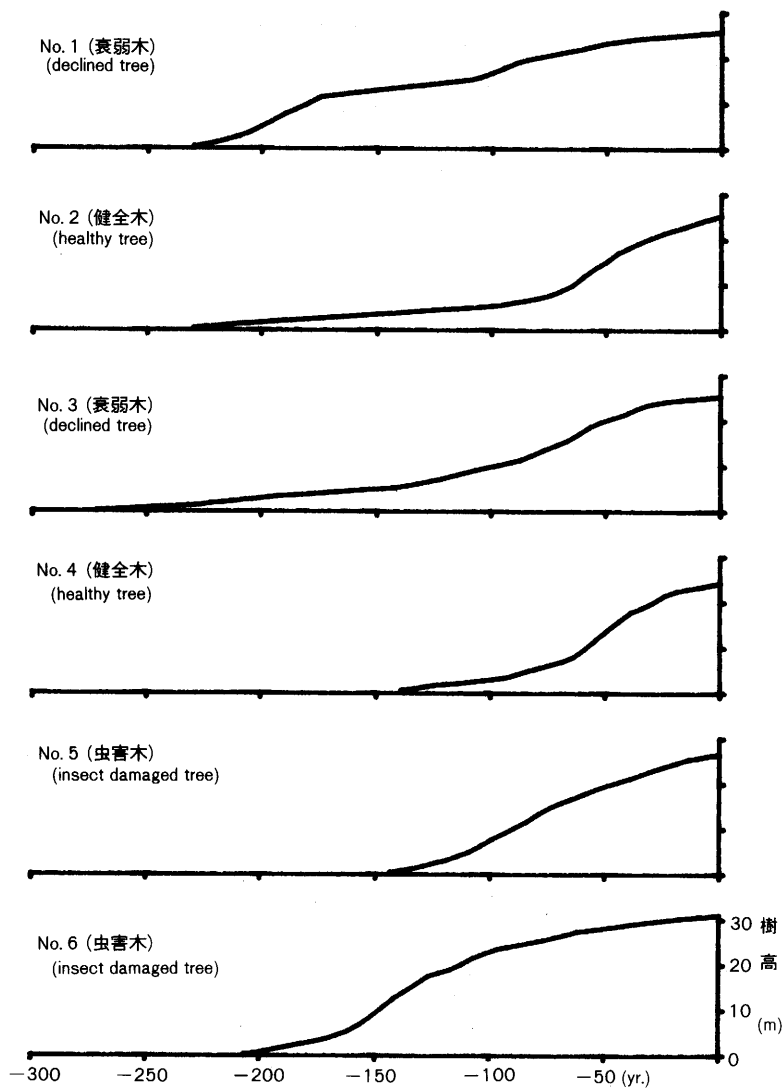 No. 1 (衰弱木)
(declined tree)
No. 2 (健全木)
(healthy tree)
No. 3 (衰弱木)
(declined tree)
No. 4 (健全木)
(healthy tree)
No. 5 (虫害木)
(insect damaged tree)
No. 6 (虫害木)
(insect damaged tree)
30 樹
20 高
10
(m)
0
−300 −250 −200 −150 −100 −50 (yr.)